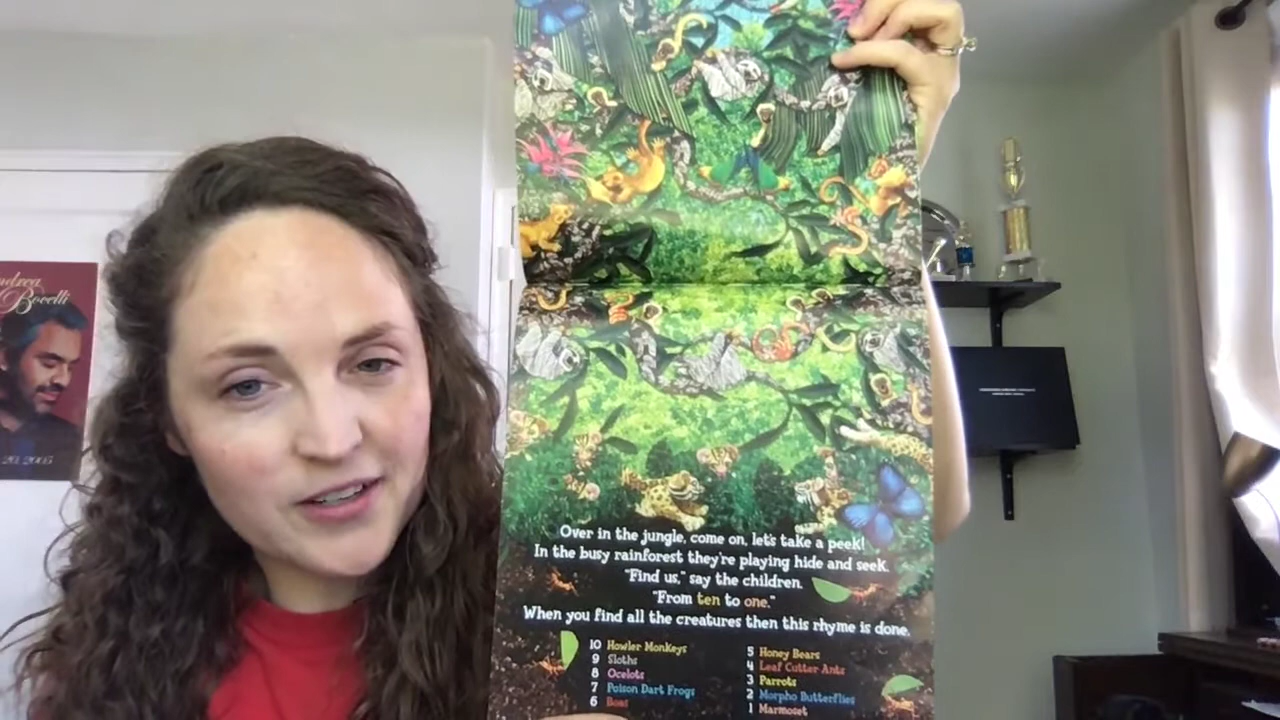 Andrea
Bocelli
Over in the jungle, come on, let's take a peek!
In the busy rainforest they're playing hide and seek.
"Find us," say the children.
"From ten to one."
When you find all the creatures then this rhyme is done.
10 Howler Monkeys
9 Sloths
8 Ocelots
7 Poison Dart Frogs
6 Boas
5 Honey Bears
4 Leaf Cutter Ants
3 Parrots
2 Morpho Butterflies
1 Marmoset